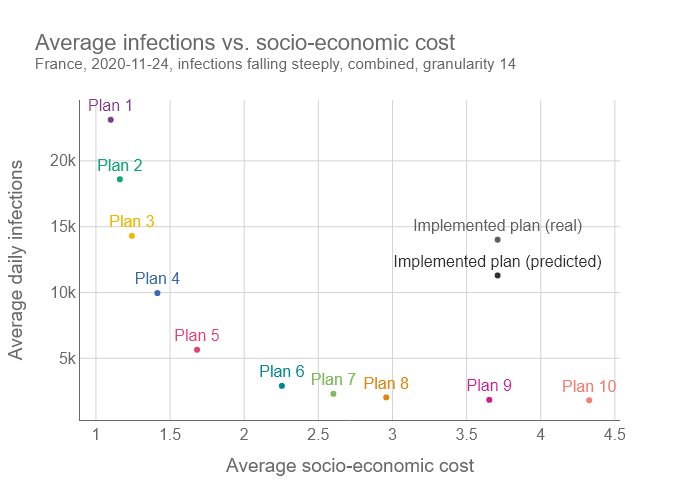 Average infections vs. socio-economic cost
France, 2020-11-24, infections falling steeply, combined, granularity 14
Plan 1
20k
Plan 2
15k
Plan 3
Implemented plan (real)
Implemented plan (predicted)
10k
Plan 4
5k
Plan 5
Plan 6
Plan 7
Plan 8
Plan 9
Plan 10
Average daily infections
1
1.5
2
2.5
3
3.5
4
4.5
Average socio-economic cost